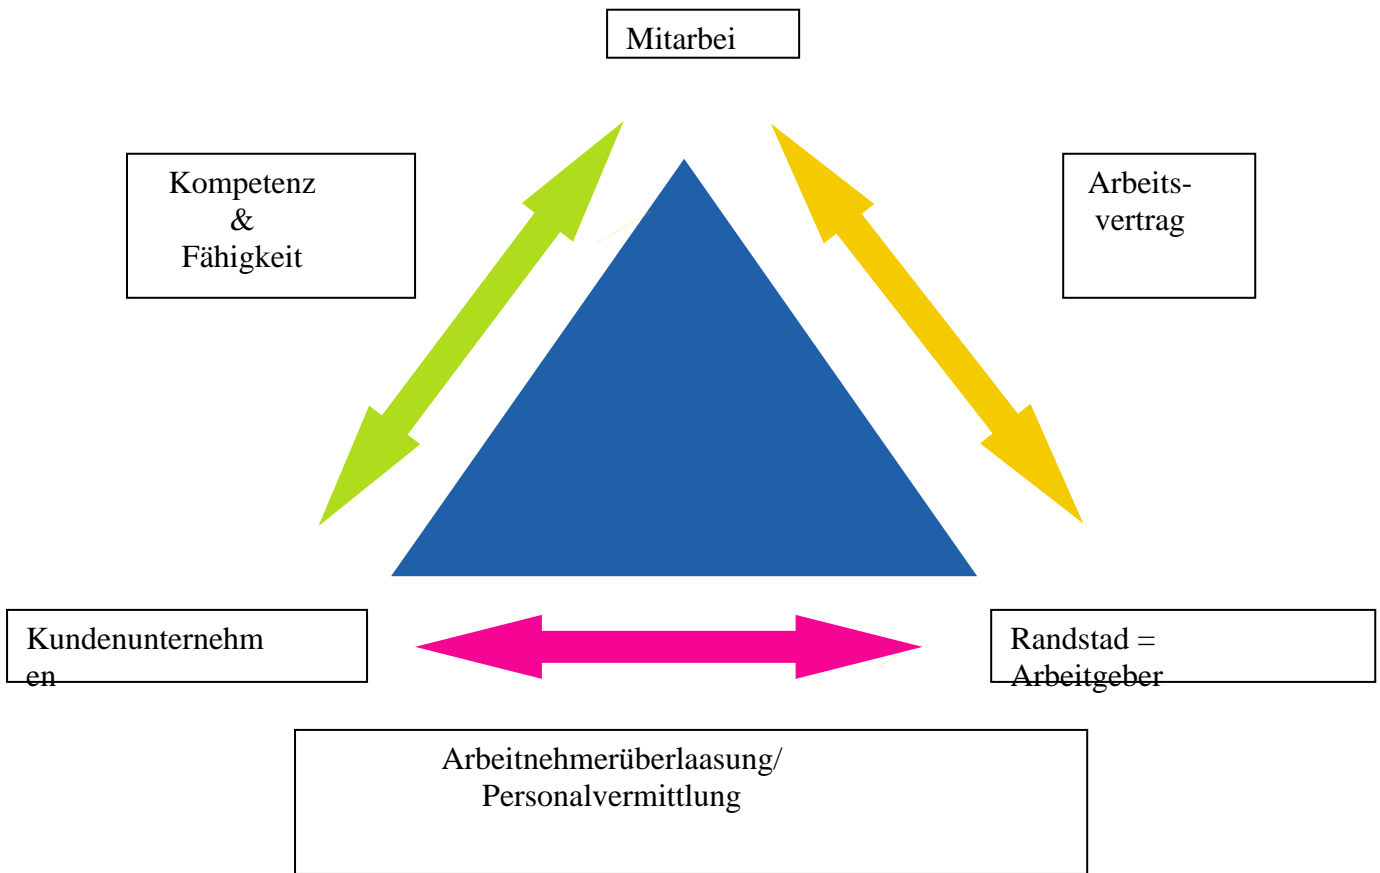 Mitarbei
Kompetenz
&
Fähigkeit
Arbeits-
vertrag
Kundenunternehm
en
Randstad =
Arbeitgeber
Arbeitnehmerüberlaasung/
Personalvermittlung